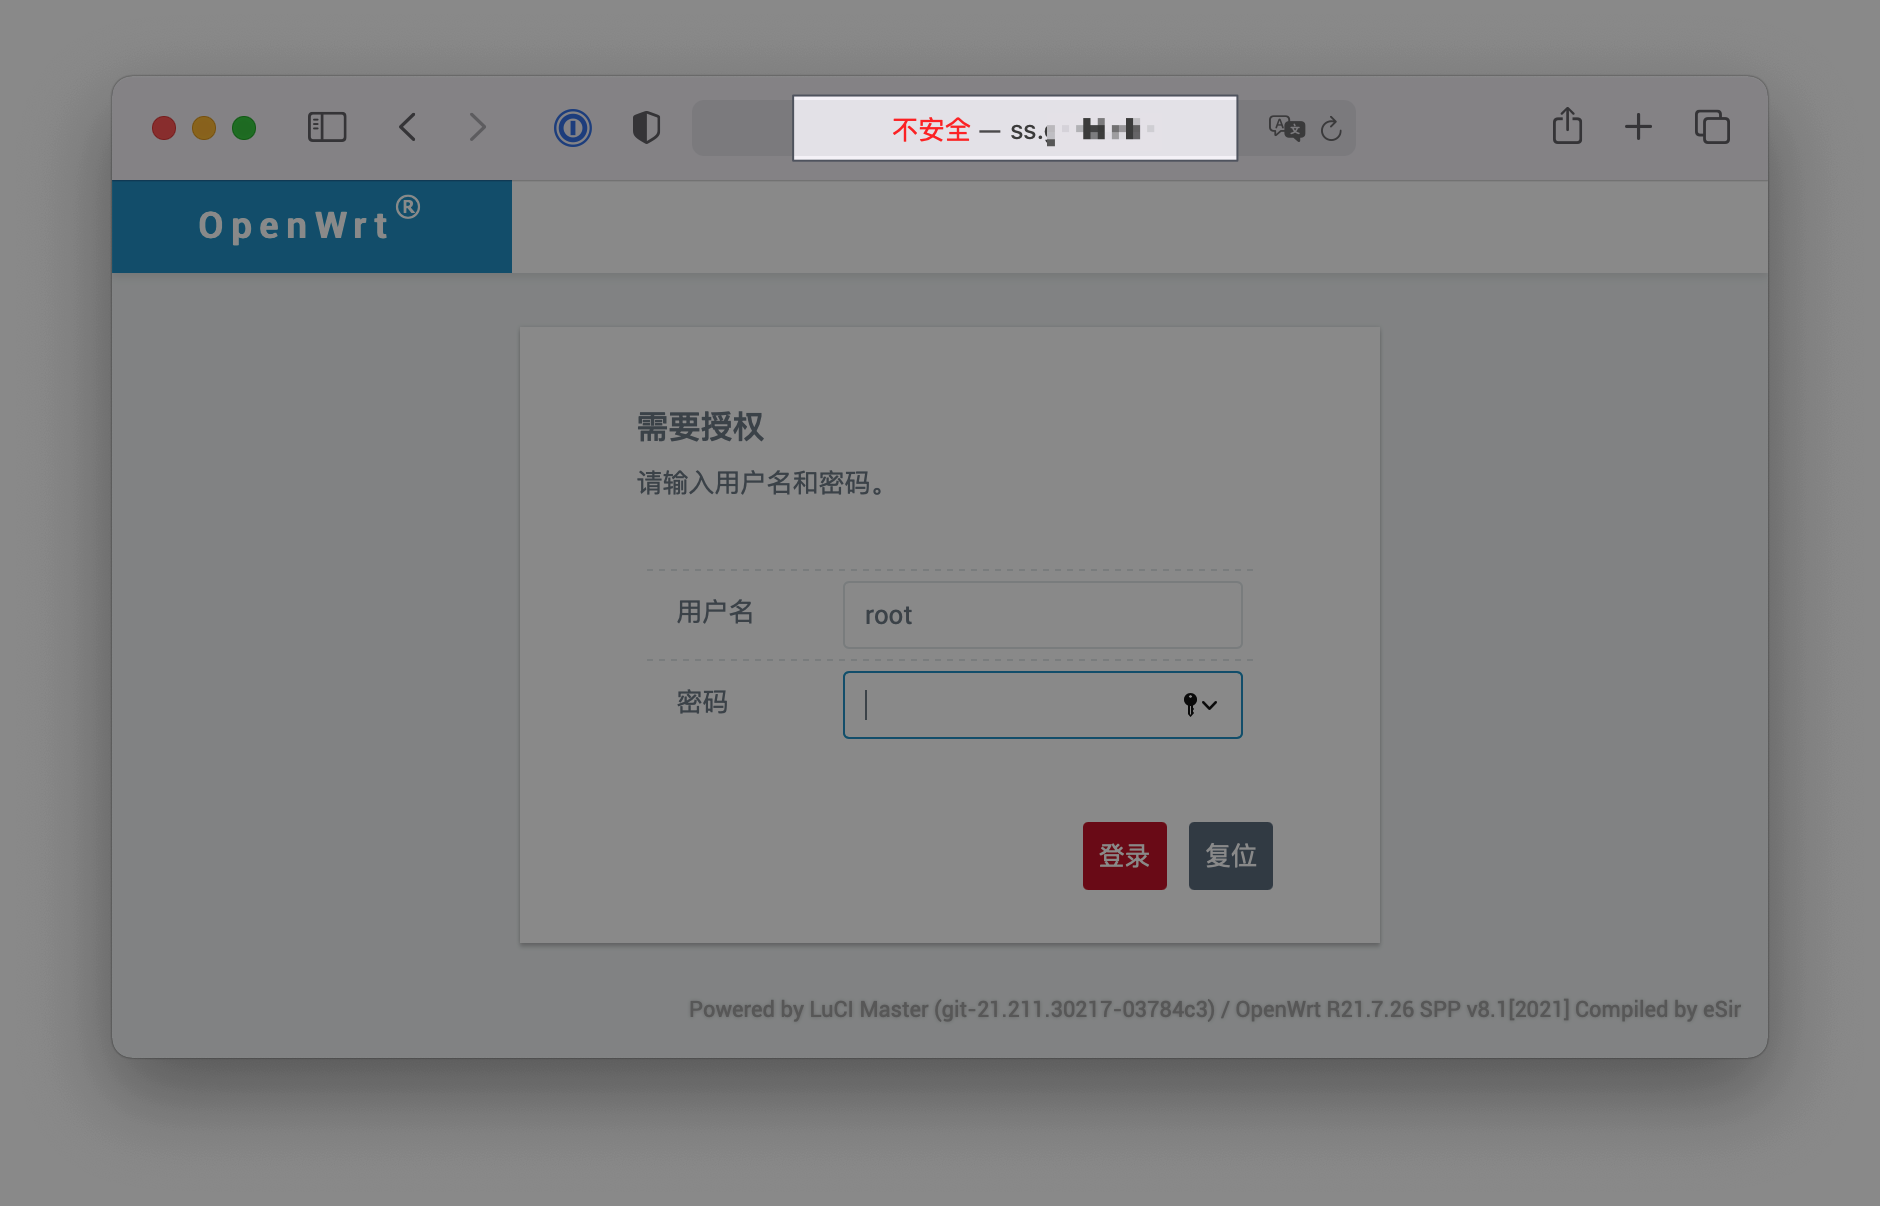 不安全 — ss.
OpenWrt®
需要授权
请输入用户名和密码。
用户名 root
密码
登录 复位
Powered by LuCI Master (git-21.211.30217-03784c3) / OpenWrt R21.7.26 SPP v8.1[2021] Compiled by eSir